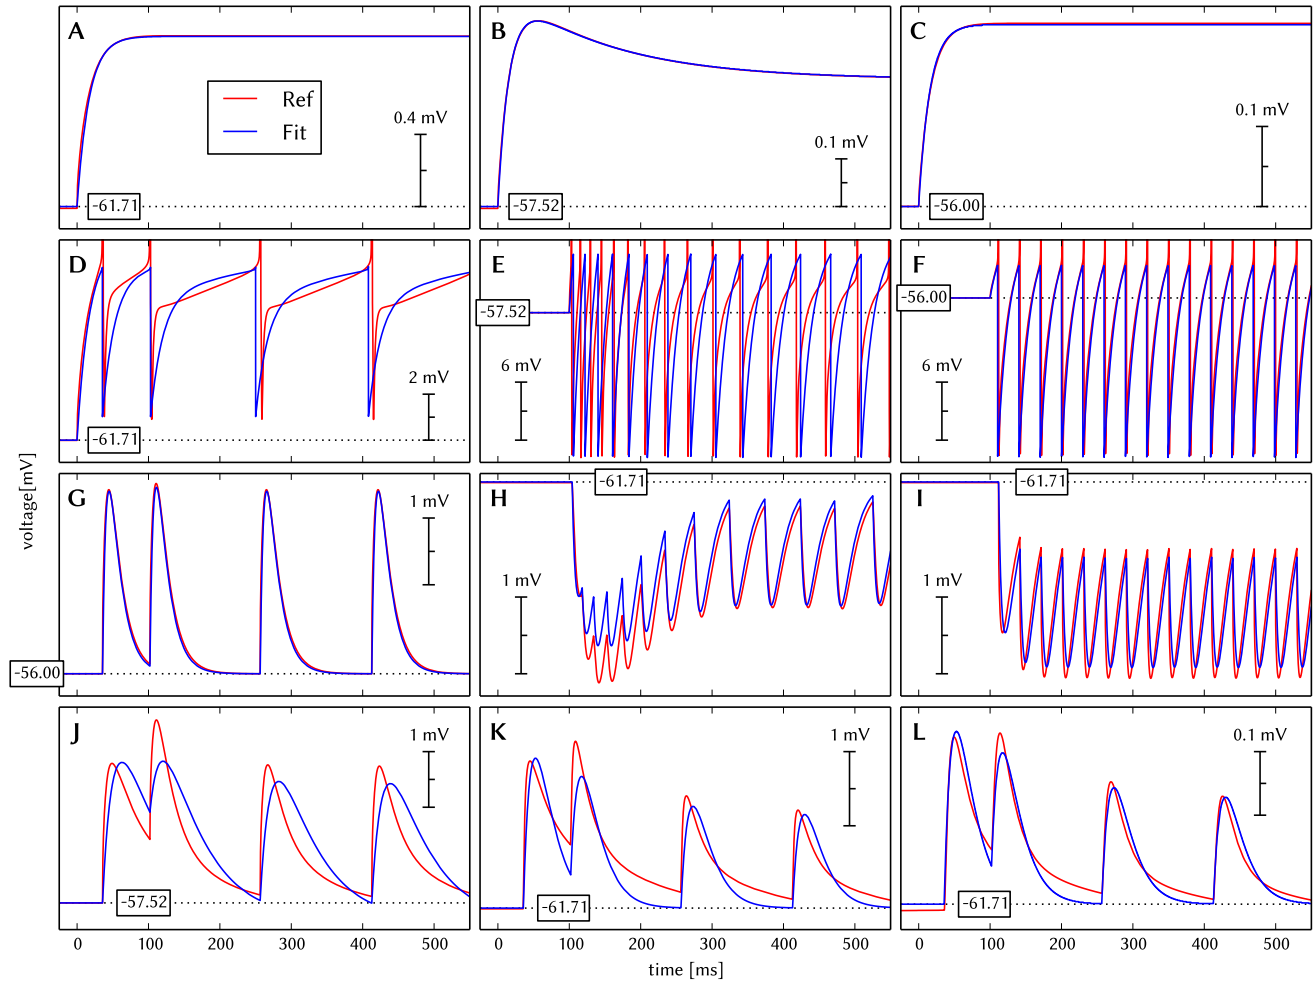 A
Ref
Fit
0.4 mV
-61.71
B
0.1 mV
-57.52
C
0.1 mV
-56.00
D
2 mV
-61.71
E
-57.52
6 mV
F
-56.00
6 mV
G
1 mV
-56.00
H
-61.71
1 mV
I
-61.71
1 mV
J
1 mV
-57.52
K
1 mV
-61.71
L
0.1 mV
-61.71
0 100 200 300 400 500
0 100 200 300 400 500
0 100 200 300 400 500
time [ms]
voltage[mV]